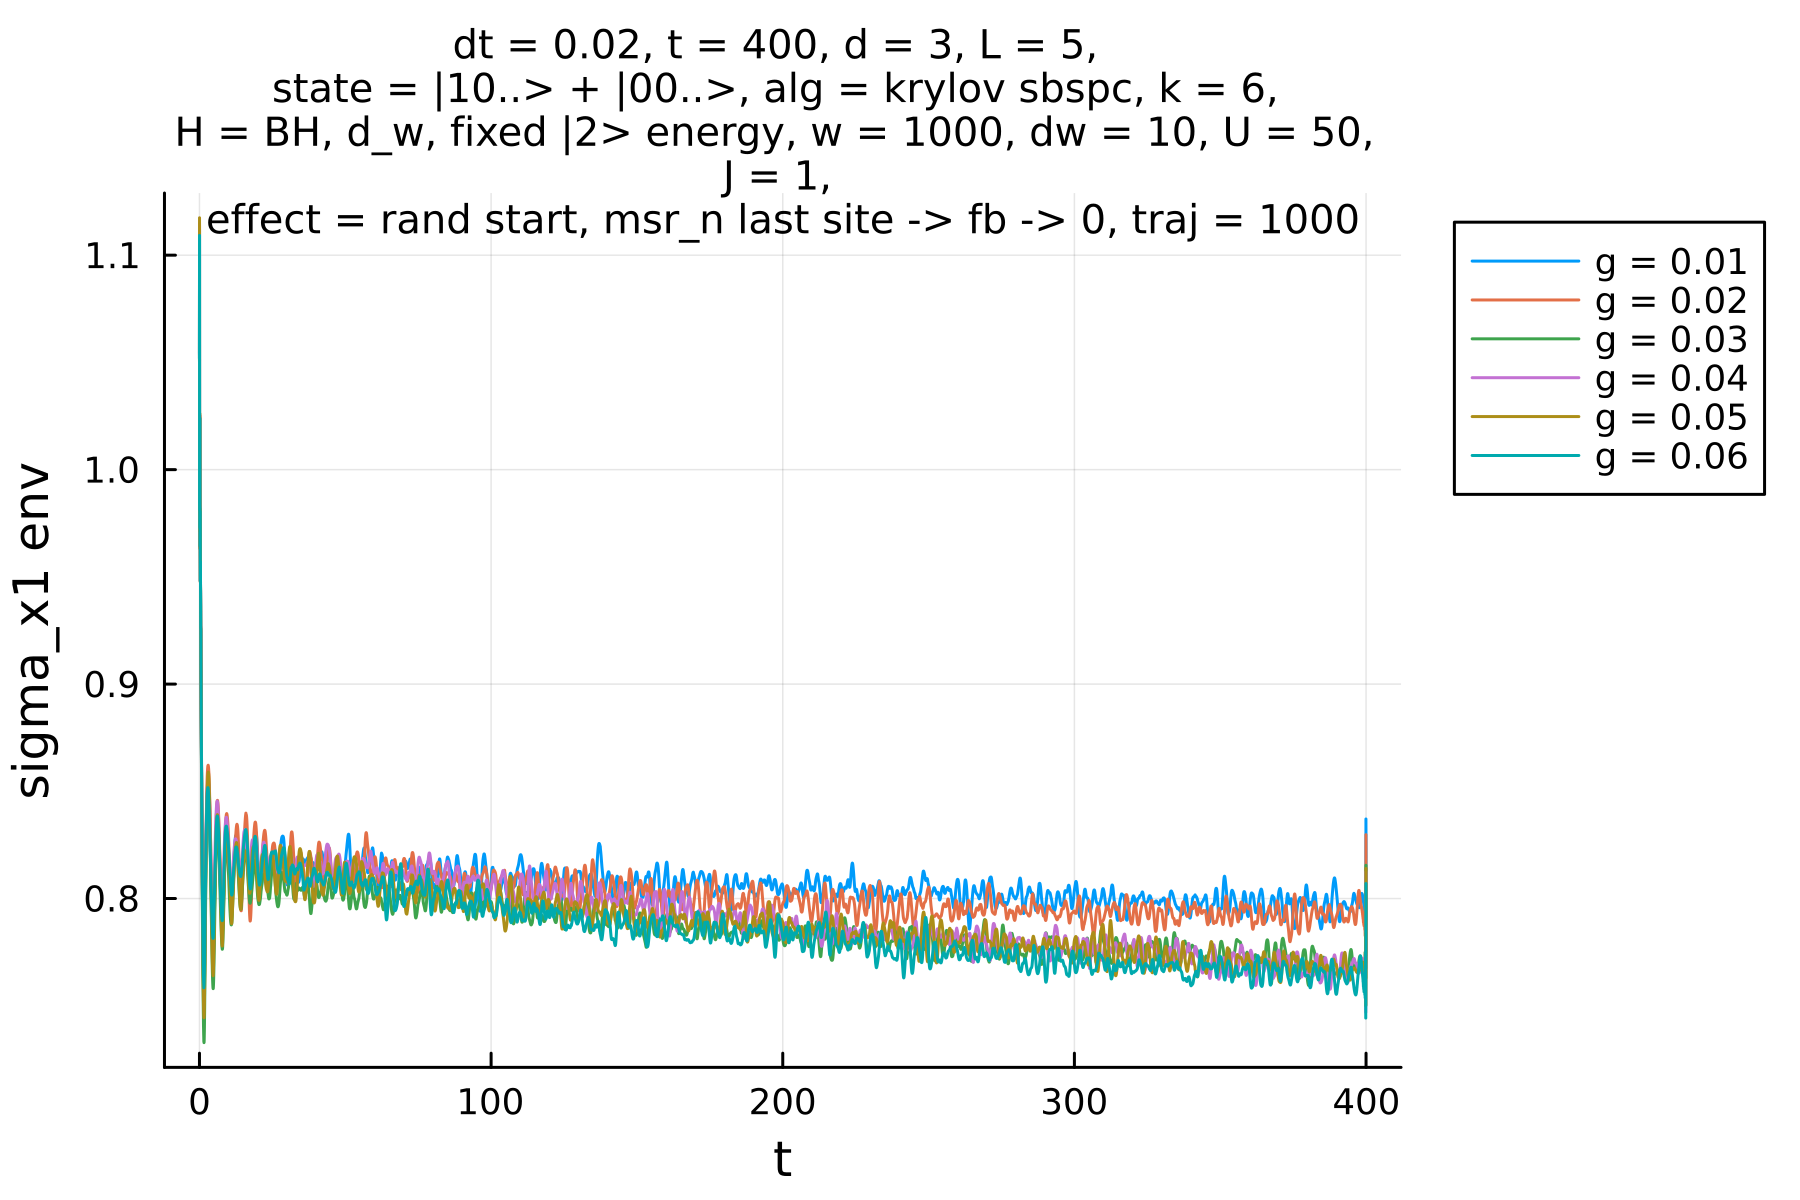 dt = 0.02, t = 400, d = 3, L = 5,
state = |10..> + |00..>, alg = krylov sbspc, k = 6,
H = BH, d_w, fixed |2> energy, w = 1000, dw = 10, U = 50,
J = 1,
effect = rand start, msr_n last site -> fb -> 0, traj = 1000
1.1
1.0
0.9
0.8
sigma_x1 env
0
100
200
300
400
t
g = 0.01
g = 0.02
g = 0.03
g = 0.04
g = 0.05
g = 0.06